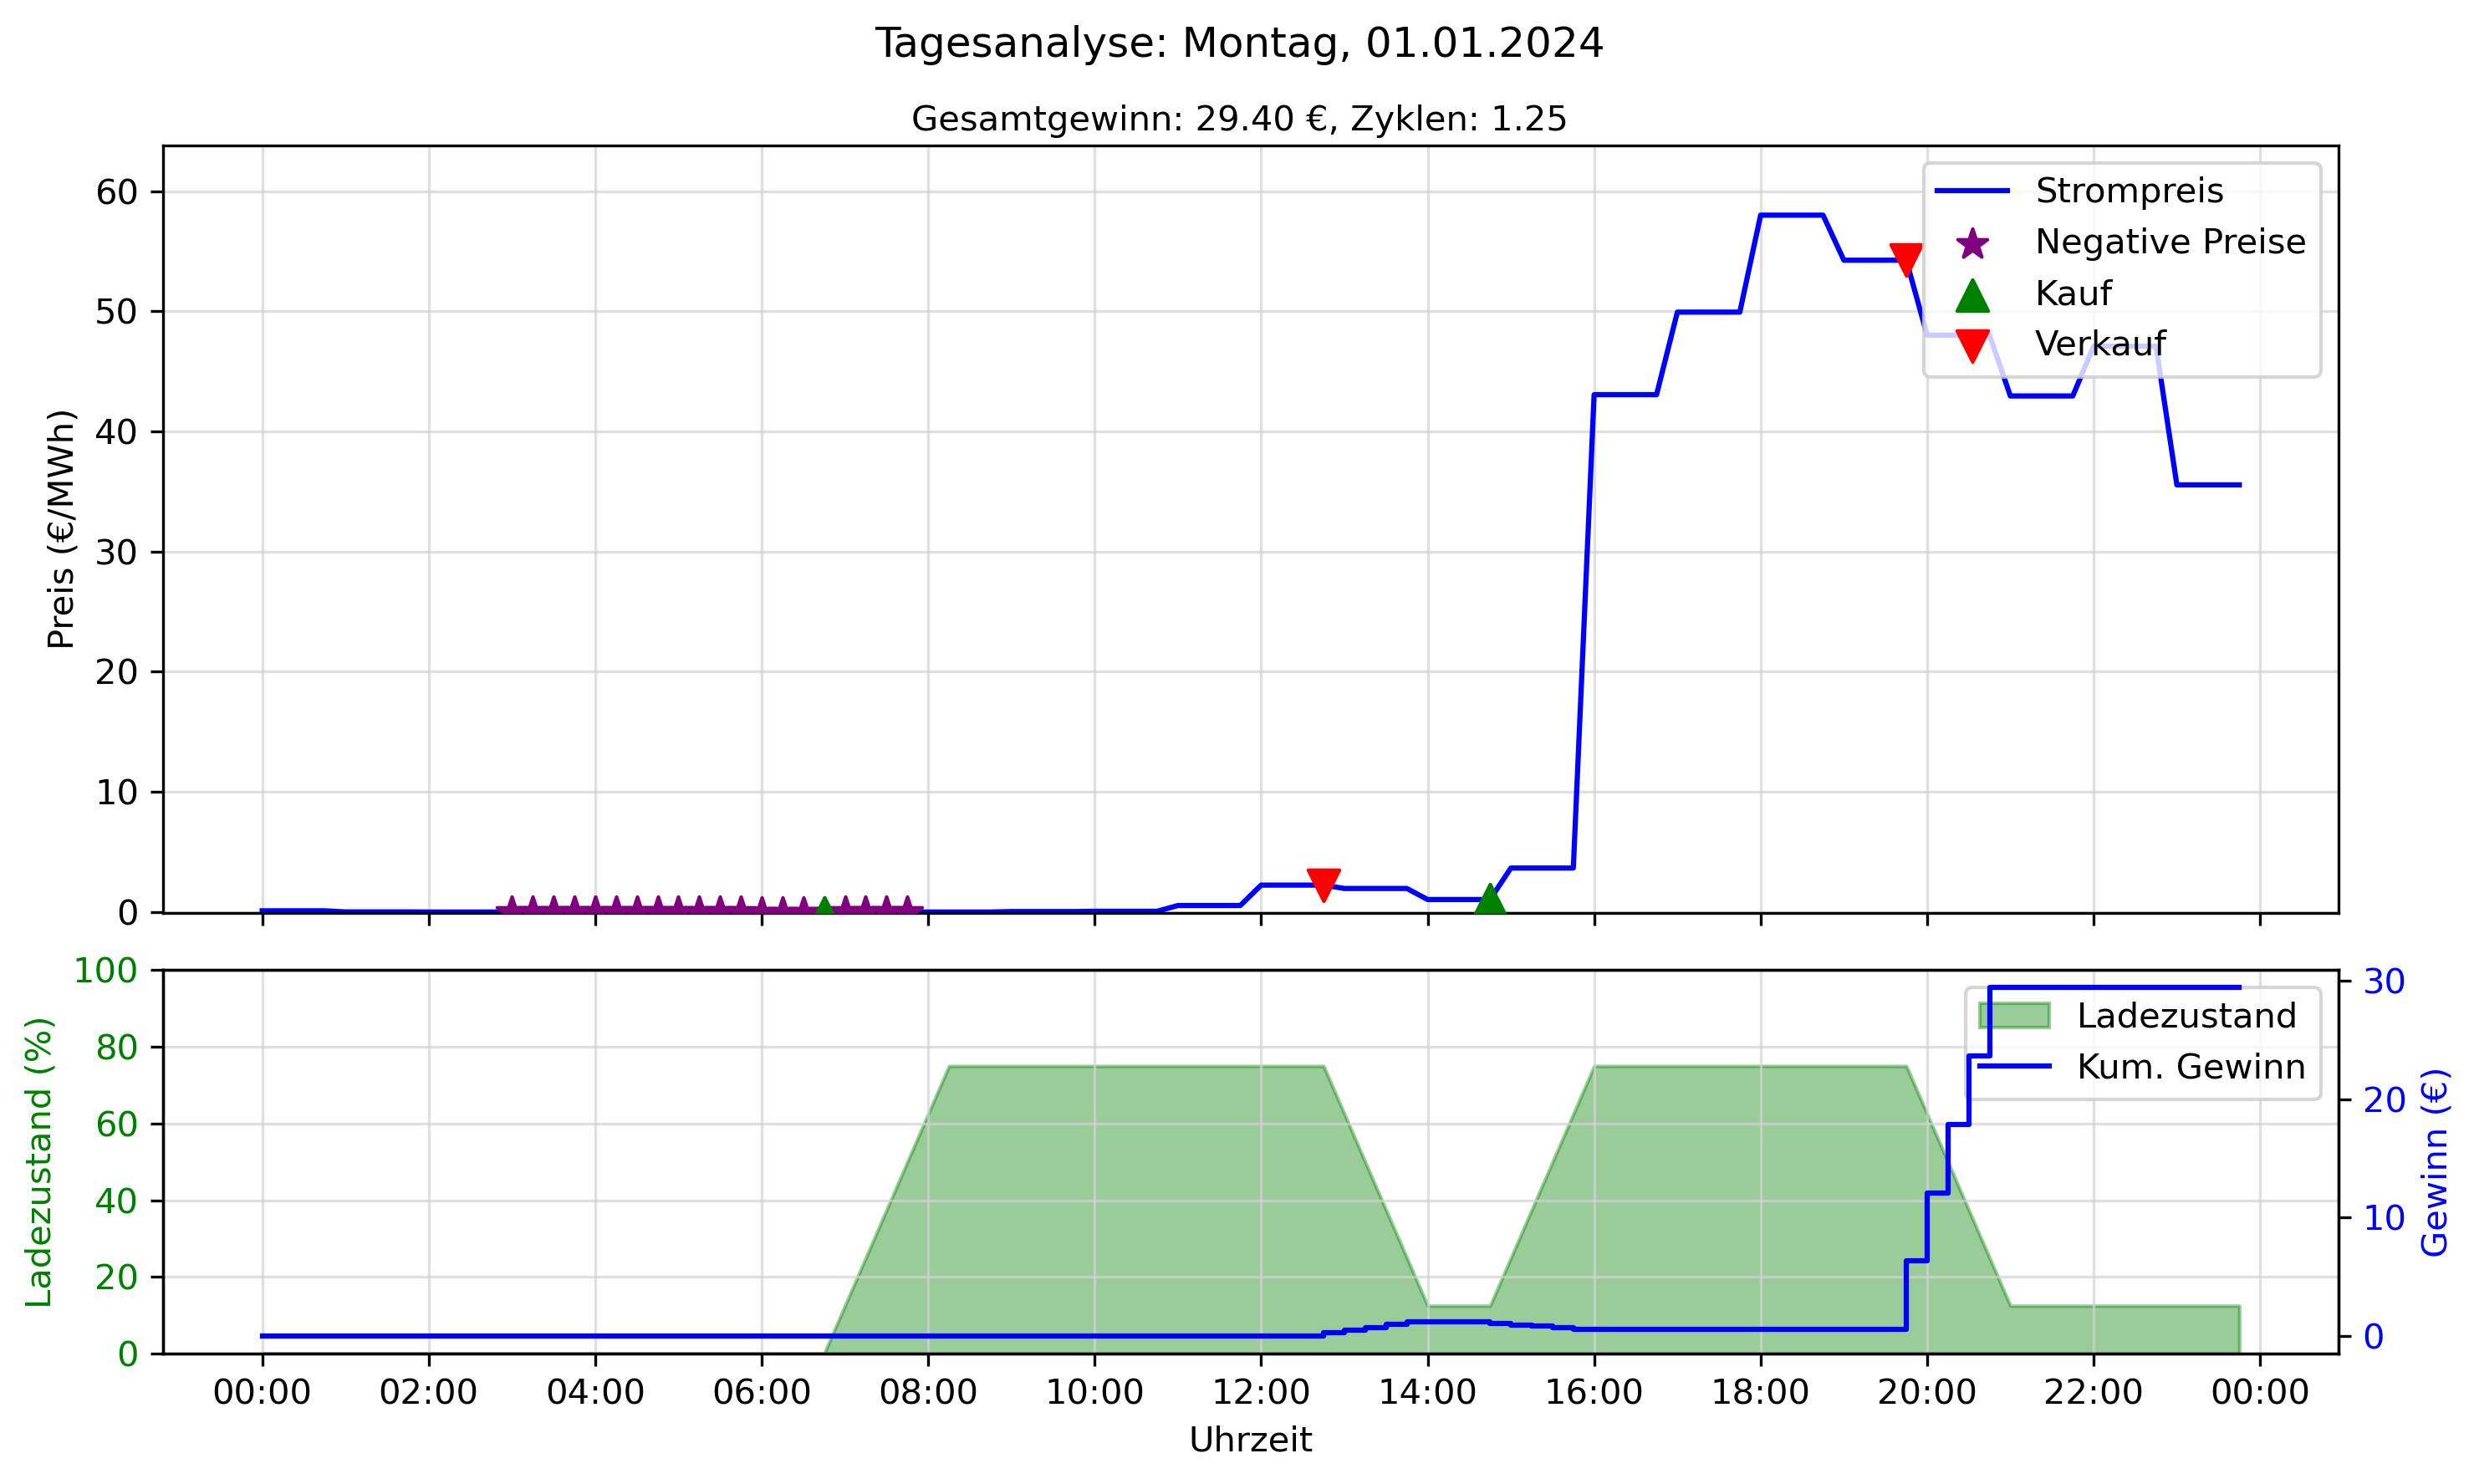 Tagesanalyse: Montag, 01.01.2024
Gesamtgewinn: 29.40 €, Zyklen: 1.25
Preis (€/MWh)
60
50
40
30
20
10
0
Strompreis
Negative Preise
Kauf
Verkauf
Ladezustand (%)
100
80
60
40
20
0
Ladezustand
Kum. Gewinn
30
20
10
0
Gewinn (€)
00:00 02:00 04:00 06:00 08:00 10:00 12:00 14:00 16:00 18:00 20:00 22:00 00:00
Uhrzeit